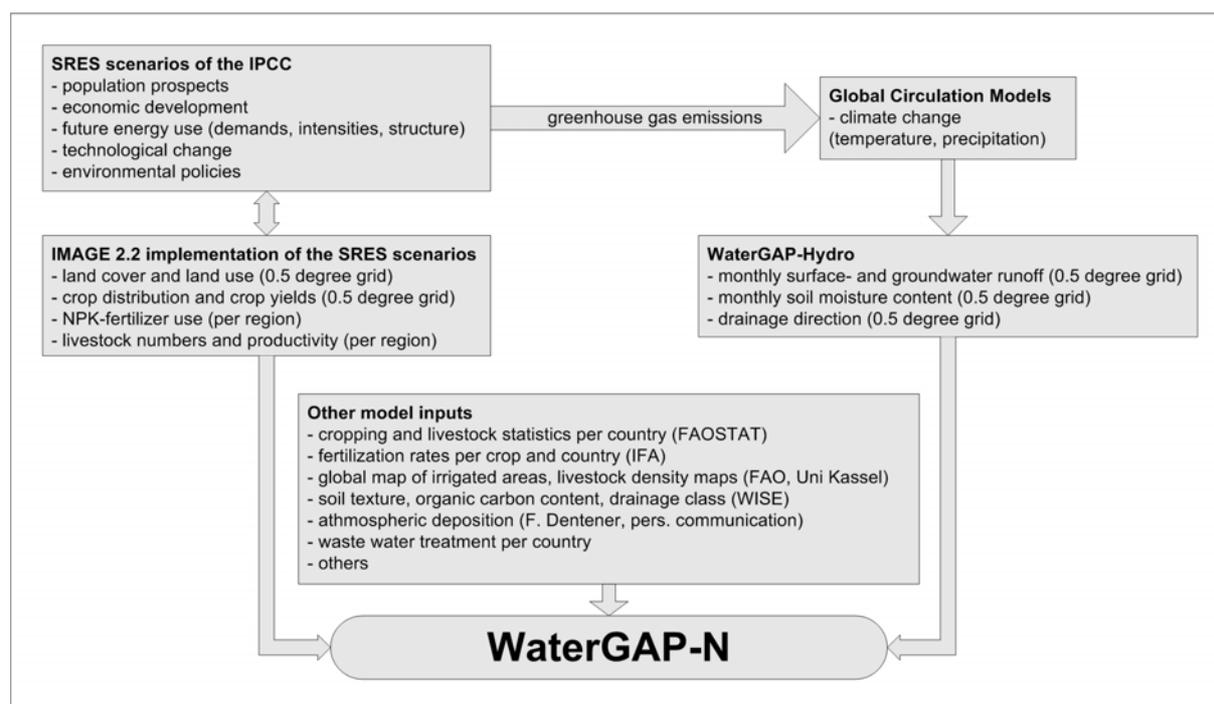 SRES scenarios of the IPCC
- population prospects
- economic development
- future energy use (demands, intensities, structure)
- technological change
- environmental policies
greenhouse gas emissions
Global Circulation Models
- climate change
(temperature, precipitation)
IMAGE 2.2 implementation of the SRES scenarios
- land cover and land use (0.5 degree grid)
- crop distribution and crop yields (0.5 degree grid)
- NPK-fertilizer use (per region)
- livestock numbers and productivity (per region)
WaterGAP-Hydro
- monthly surface- and groundwater runoff (0.5 degree grid)
- monthly soil moisture content (0.5 degree grid)
- drainage direction (0.5 degree grid)
Other model inputs
- cropping and livestock statistics per country (FAOSTAT)
- fertilization rates per crop and country (IFA)
- global map of irrigated areas, livestock density maps (FAO, Uni Kassel)
- soil texture, organic carbon content, drainage class (WISE)
- athmospheric deposition (F. Dentener, pers. communication)
- waste water treatment per country
- others
WaterGAP-N